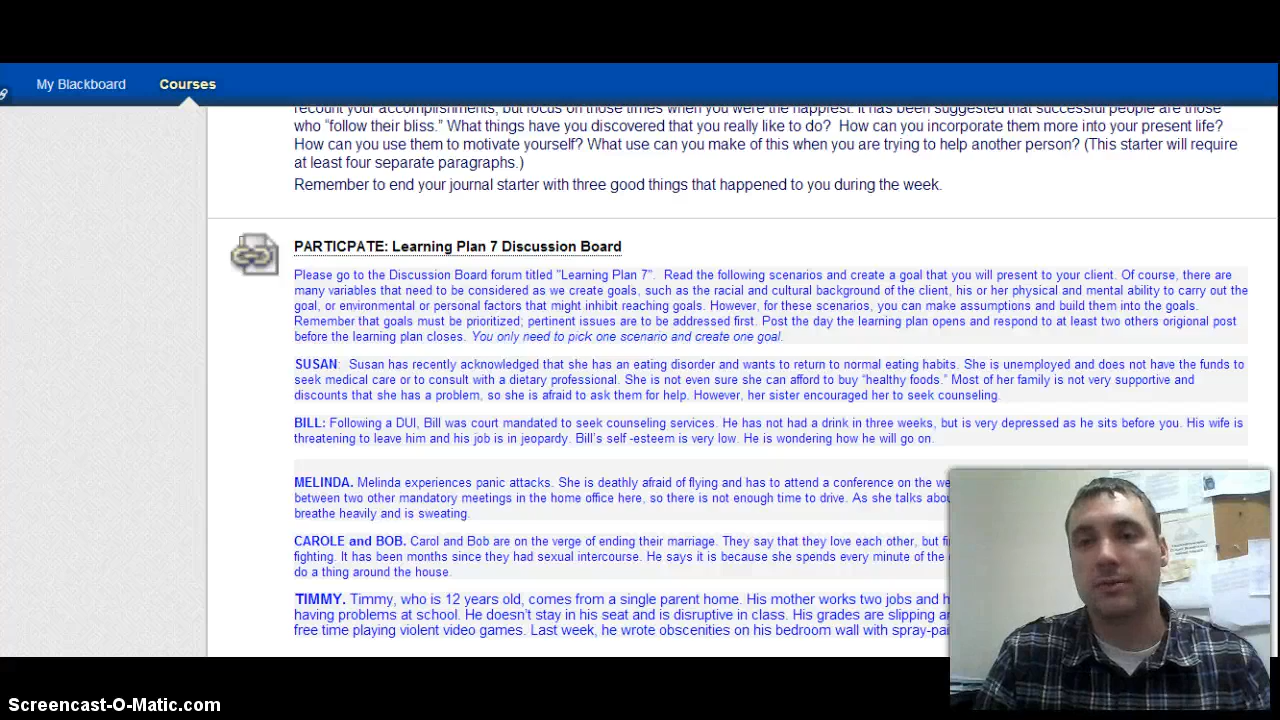 My Blackboard
Courses
recount your accomplishments, but focus on those times when you were the happiest. It has been suggested that successful people are those
who “follow their bliss.” What things have you discovered that you really like to do?  How can you incorporate them more into your present life?
How can you use them to motivate yourself? What use can you make of this when you are trying to help another person? (This starter will require
at least four separate paragraphs.)
Remember to end your journal starter with three good things that happened to you during the week.
PARTICPATE: Learning Plan 7 Discussion Board
Please go to the Discussion Board forum titled "Learning Plan 7".  Read the following scenarios and create a goal that you will present to your client. Of course, there are
many variables that need to be considered as we create goals, such as the racial and cultural background of the client, his or her physical and mental ability to carry out the
goal, or environmental or personal factors that might inhibit reaching goals. However, for these scenarios, you can make assumptions and build them into the goals.
Remember that goals must be prioritized; pertinent issues are to be addressed first. Post the day the learning plan opens and respond to at least two others origional post
before the learning plan closes. You only need to pick one scenario and create one goal.
SUSAN:  Susan has recently acknowledged that she has an eating disorder and wants to return to normal eating habits. She is unemployed and does not have the funds to
seek medical care or to consult with a dietary professional. She is not even sure she can afford to buy “healthy foods.” Most of her family is not very supportive and
discounts that she has a problem, so she is afraid to ask them for help. However, her sister encouraged her to seek counseling.
BILL: Following a DUI, Bill was court mandated to seek counseling services. He has not had a drink in three weeks, but is very depressed as he sits before you. His wife is
threatening to leave him and his job is in jeopardy. Bill’s self -esteem is very low. He is wondering how he will go on.
MELINDA. Melinda experiences panic attacks. She is deathly afraid of flying and has to attend a conference on the
between two other mandatory meetings in the home office here, so there is not enough time to drive. As she talks
breathe heavily and is sweating.
CAROLE and BOB. Carol and Bob are on the verge of ending their marriage. They say that they love each other, but
fighting. It has been months since they had sexual intercourse. He says it is because she spends every minute of the
do a thing around the house.
TIMMY. Timmy, who is 12 years old, comes from a single parent home. His mother works two jobs and
having problems at school. He doesn’t stay in his seat and is disruptive in class. His grades are slipping
free time playing violent video games. Last week, he wrote obscenities on his bedroom wall with
Screencast-O-Matic.com